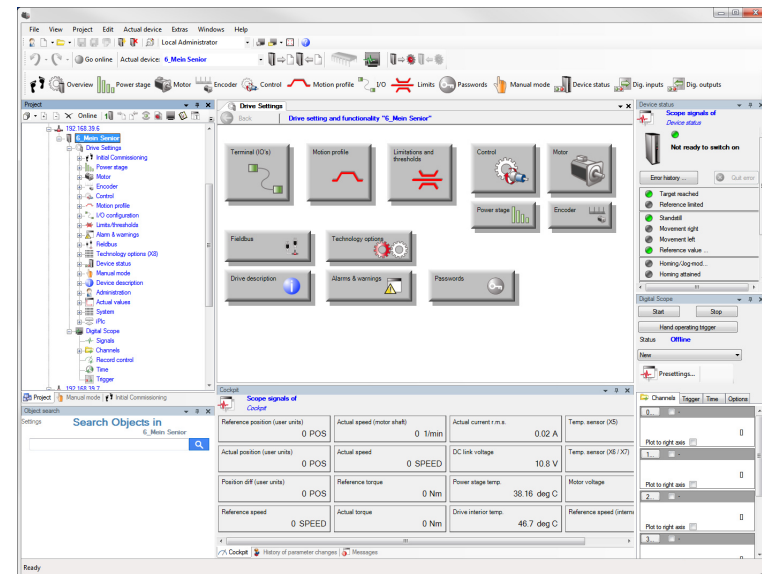 File View Project Edit Actual device Extras Windows Help
Local Administrator
Go online Actual device: 6_Mein Senior
Overview Power stage Motor Encoder Control Motion profile I/O Limits Passwords Manual mode Device status Dig. inputs Dig. outputs
Project
Online
192.168.39.6
6_Mein Senior
Drive Settings
Initial Commissioning
Power stage
Motor
Encoder
Control
Motion profile
I/O configuration
Limits/thresholds
Alarm & warnings
Fieldbus
Technology options (X8)
Device status
Manual mode
Device description
Administration
Actual values
System
iPlc
Digital Scope
Signals
Channels
Record control
Time
Trigger
192.168.39.7
Project Manual mode Initial Commissioning
Object search
Settings
Search Objects in
6_Mein Senior
Drive Settings
Back Drive setting and functionality "6_Mein Senior"
Terminal (IO's)
Motion profile
Limitations and
thresholds
Control
Motor
Power stage
Encoder
Fieldbus
Technology options
Drive description
Alarms & warnings
Passwords
Cockpit
Scope signals of
Cockpit
Reference position (user units) Actual speed (motor shaft) Actual current r.m.s. Temp. sensor (X5)
0 POS 0 1/min 0.02 A
Actual position (user units) Actual speed DC link voltage Temp. sensor (X6 / X7)
0 POS 0 SPEED 10.8 V
Position diff (user units) Reference torque Power stage temp. Motor voltage
0 POS 0 Nm 38.16 deg C
Reference speed Actual torque Drive interior temp. Reference speed (intern
0 SPEED 0 Nm 46.7 deg C
Cockpit History of parameter changes Messages
Device status
Scope signals of
Device status
Not ready to switch on
Error history ... Quit error
Target reached
Reference limited
Standstill
Movement right
Movement left
Reference value ...
Homing/Jog-mod...
Homing attained
Digital Scope
Start Stop
Hand operating trigger
Status Offline
New
Presettings...
Channels Trigger Time Options
0... -
[]
Plot to right axis
1... -
[]
Plot to right axis
2... -
[]
Plot to right axis
3... -
Ready